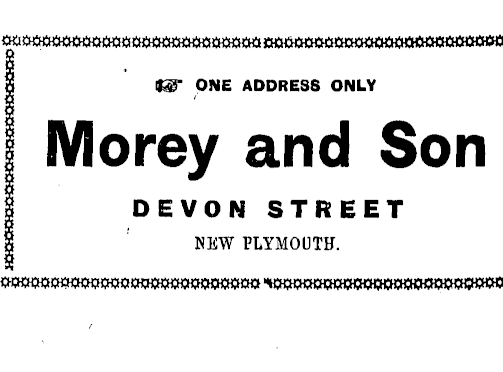 ☞ ONE ADDRESS ONLY
Morey and Son
DEVON STREET
NEW PLYMOUTH.